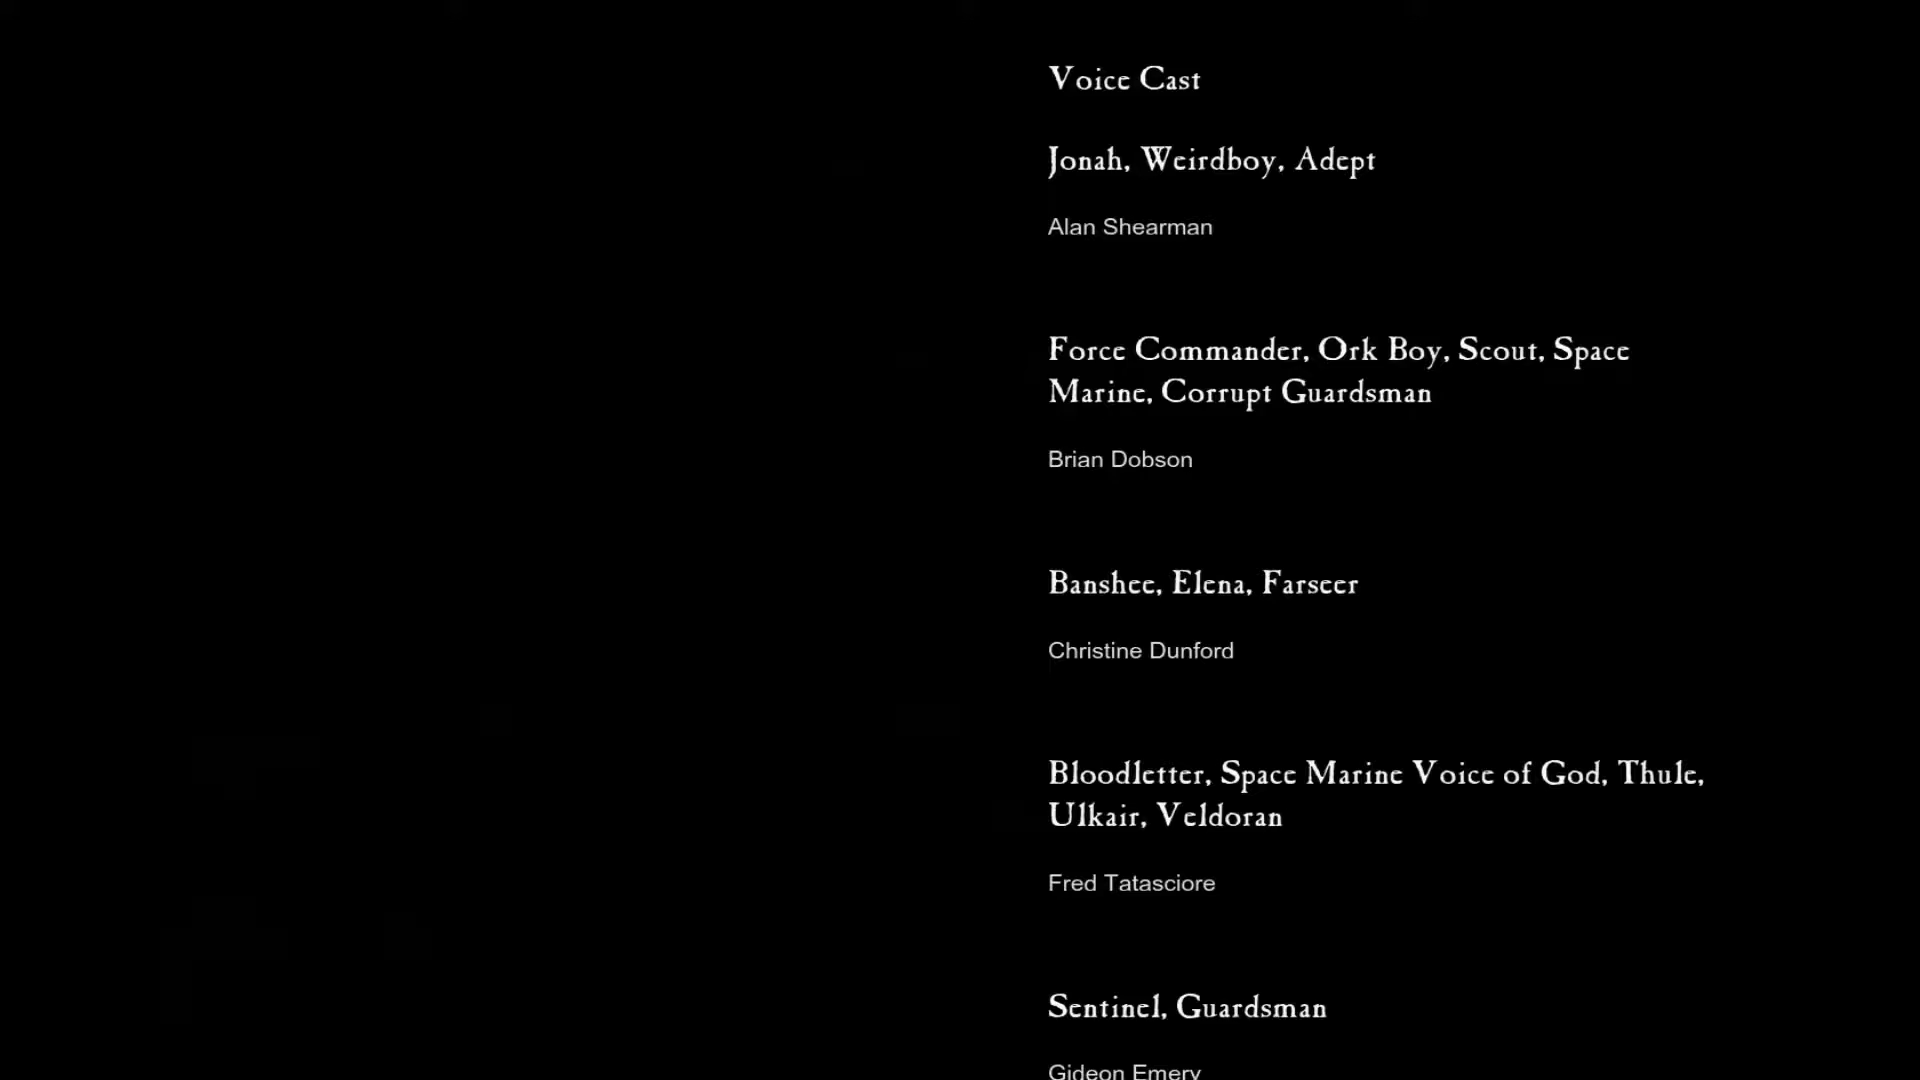 Voice Cast
Jonah, Weirdboy, Adept
Alan Shearman
Force Commander, Ork Boy, Scout, Space
Marine, Corrupt Guardsman
Brian Dobson
Banshee, Elena, Farseer
Christine Dunford
Bloodletter, Space Marine Voice of God, Thule,
Ulkair, Veldoran
Fred Tatasciore
Sentinel, Guardsman
Gideon Emery